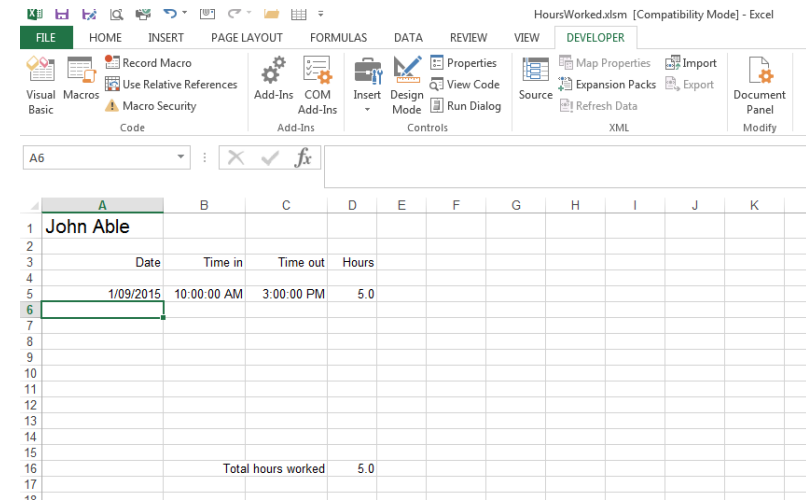 HoursWorked.xlsm [Compatibility Mode] - Excel
FILE HOME INSERT PAGE LAYOUT FORMULAS DATA REVIEW VIEW DEVELOPER
Visual Basic
Macros
Record Macro
Use Relative References
Macro Security
Code
Add-Ins
COM Add-Ins
Add-Ins
Insert
Design Mode
Properties
View Code
Run Dialog
Controls
Source
Map Properties
Expansion Packs
Refresh Data
Import
Export
XML
Document Panel
Modify
A6 fx
A B C D E F G H I J K
1 John Able
2
3 Date Time in Time out Hours
4
5 1/09/2015 10:00:00 AM 3:00:00 PM 5.0
6
7
8
9
10
11
12
13
14
15
16 Total hours worked 5.0
17
18